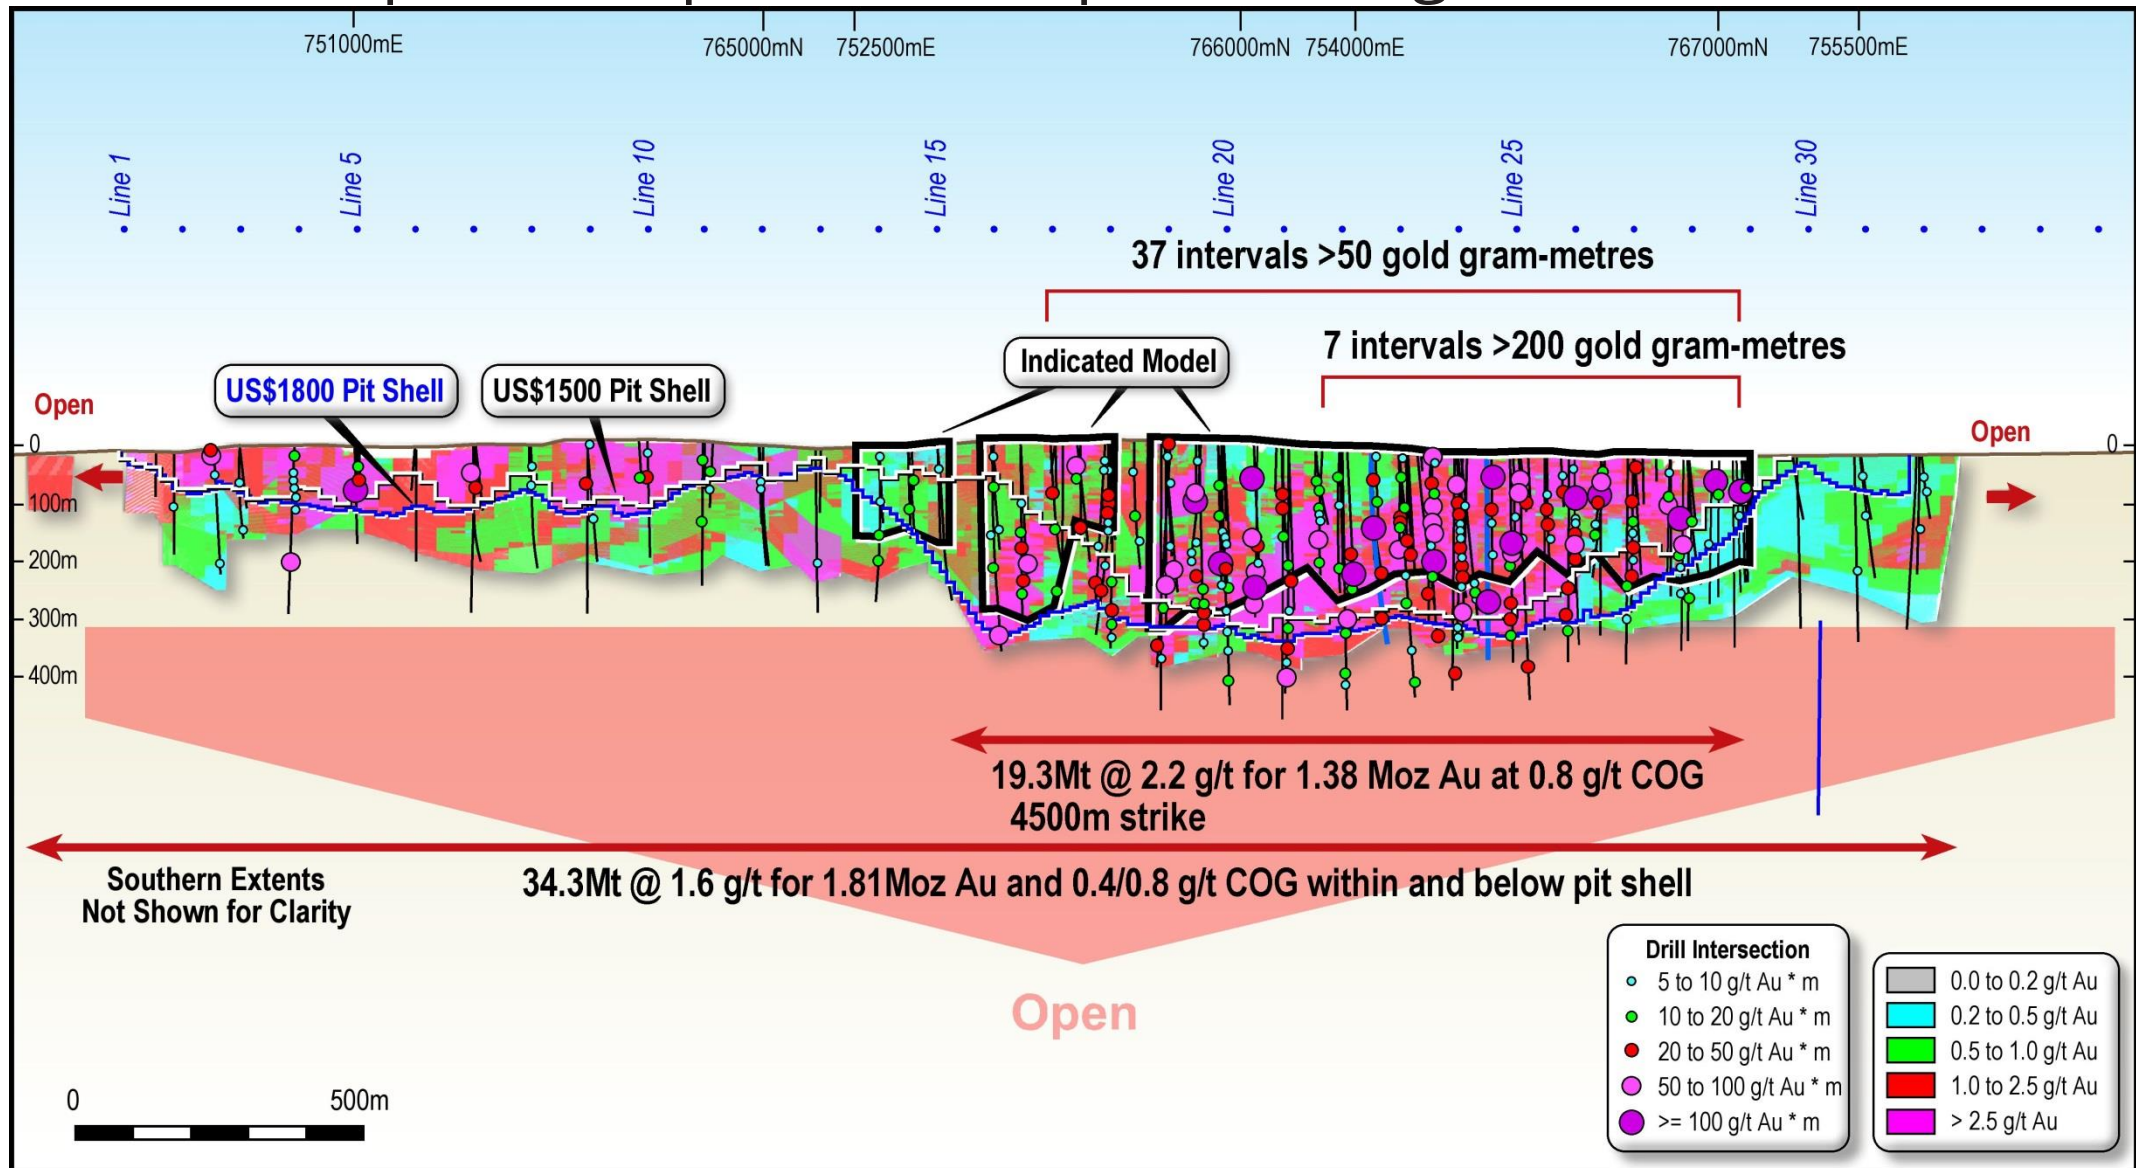 751000mE
765000mN
752500mE
766000mN
754000mE
767000mN
755500mE
Line 1
Line 5
Line 10
Line 15
Line 20
Line 25
Line 30
37 intervals >50 gold gram-metres
7 intervals >200 gold gram-metres
Indicated Model
US$1800 Pit Shell
US$1500 Pit Shell
Open
Open
0
0
100m
200m
300m
400m
19.3Mt @ 2.2 g/t for 1.38 Moz Au at 0.8 g/t COG
4500m strike
Southern Extents
Not Shown for Clarity
34.3Mt @ 1.6 g/t for 1.81Moz Au and 0.4/0.8 g/t COG within and below pit shell
Open
0
500m
Drill Intersection
5 to 10 g/t Au * m
10 to 20 g/t Au * m
20 to 50 g/t Au * m
50 to 100 g/t Au * m
>= 100 g/t Au * m
0.0 to 0.2 g/t Au
0.2 to 0.5 g/t Au
0.5 to 1.0 g/t Au
1.0 to 2.5 g/t Au
> 2.5 g/t Au